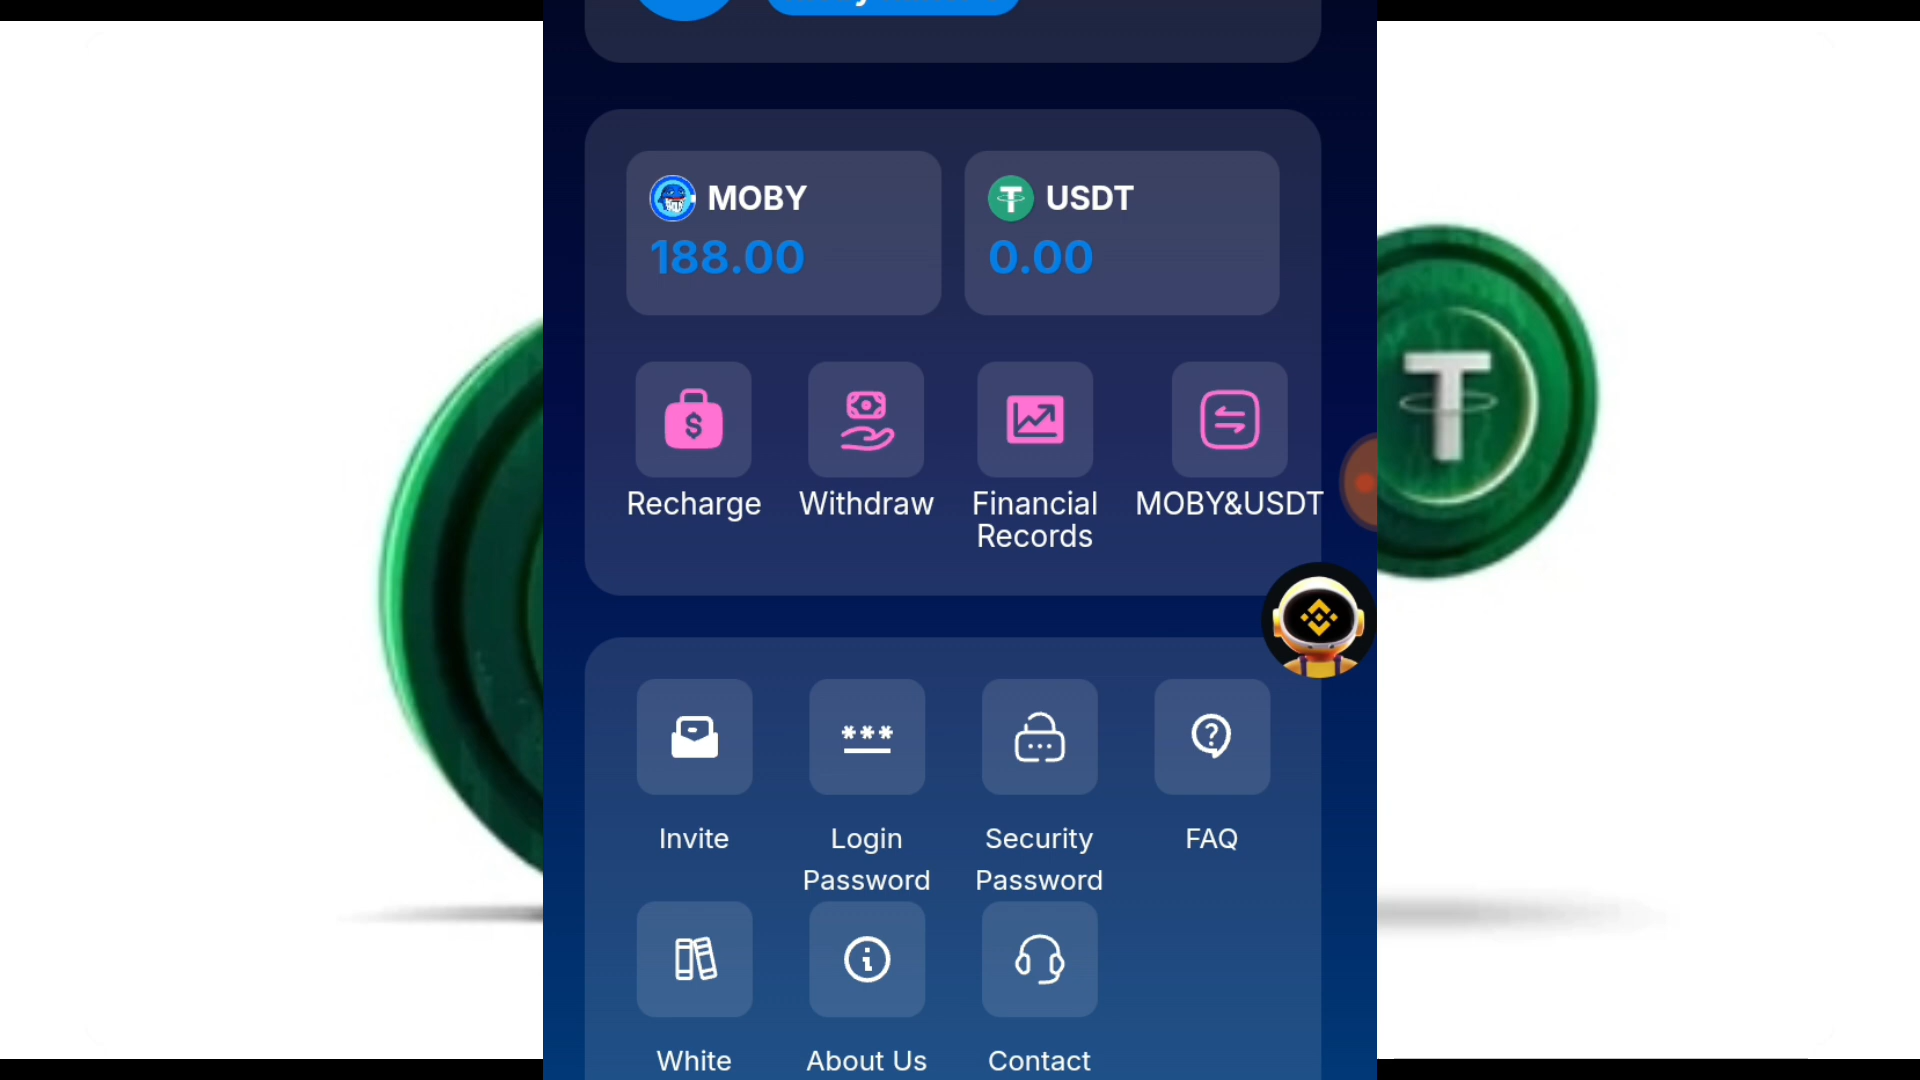 MOBY
188.00
USDT
0.00
Recharge
Withdraw
Financial
Records
MOBY&USDT
Invite
Login
Password
Security
Password
FAQ
White
About Us
Contact